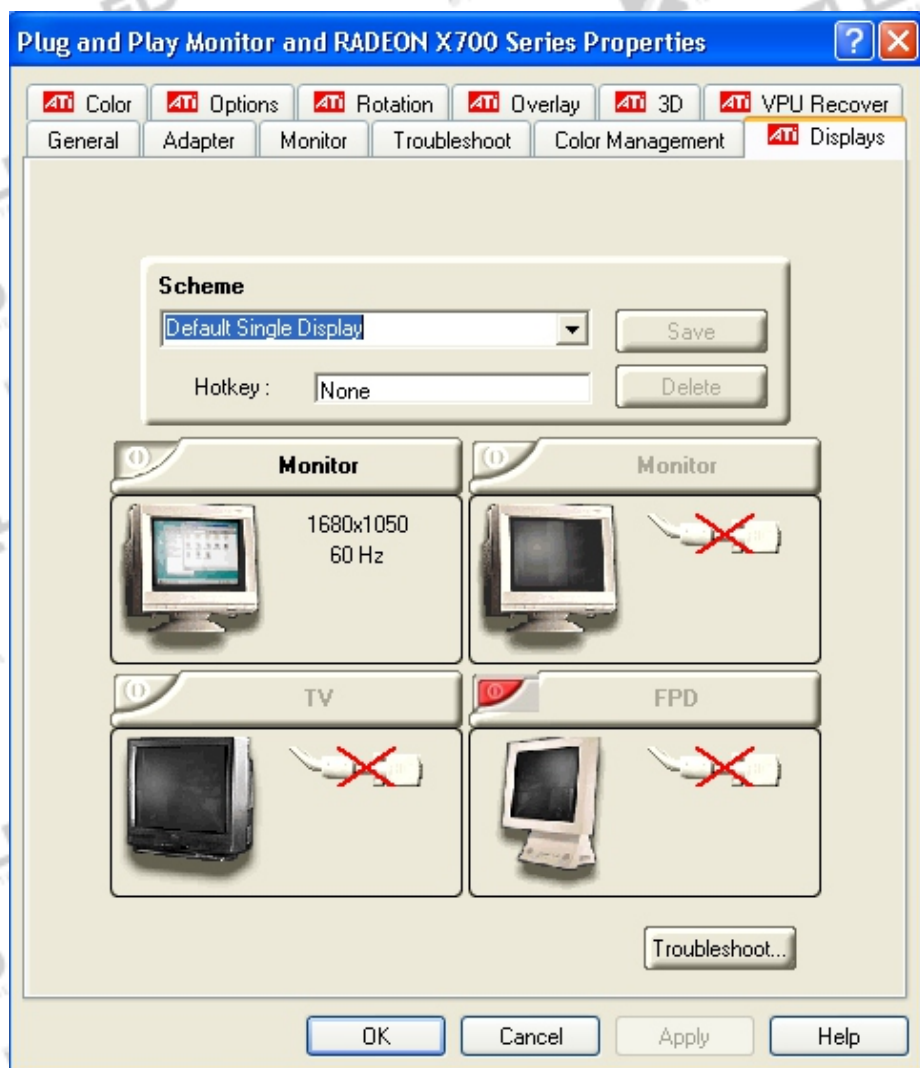 Plug and Play Monitor and RADEON X700 Series Properties
ATi Color ATi Options ATi Rotation ATi Overlay ATi 3D ATi VPU Recover
General Adapter Monitor Troubleshoot Color Management ATi Displays
Scheme
Default Single Display Save
Hotkey : None Delete
Monitor Monitor
1680x1050
60 Hz
TV FPD
Troubleshoot...
OK Cancel Apply Help